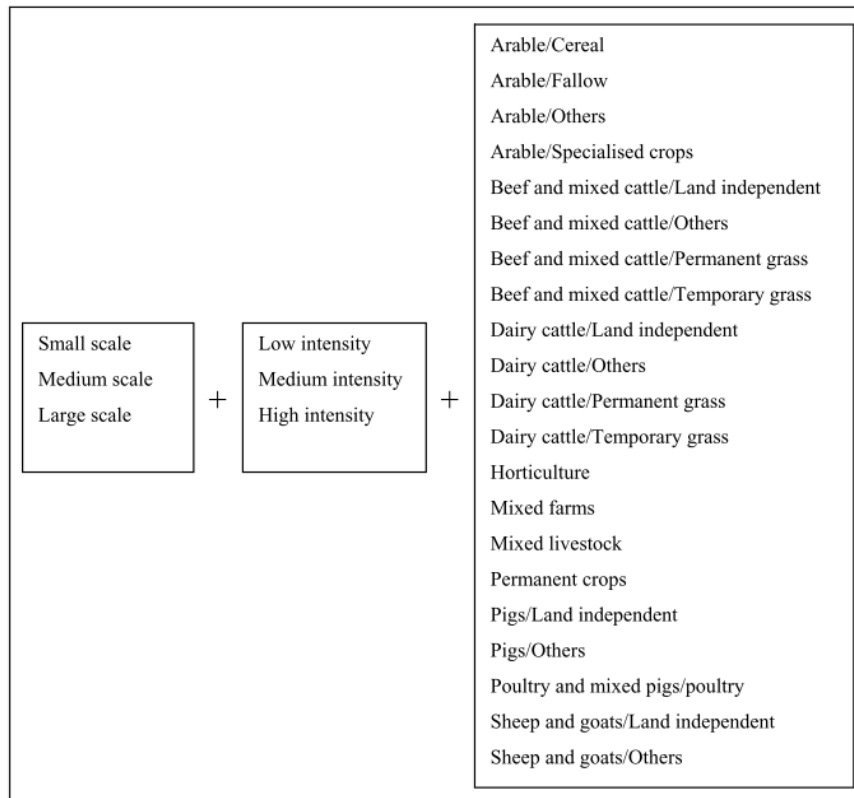 Small scale
Medium scale
Large scale
+
Low intensity
Medium intensity
High intensity
+
Arable/Cereal
Arable/Fallow
Arable/Others
Arable/Specialised crops
Beef and mixed cattle/Land independent
Beef and mixed cattle/Others
Beef and mixed cattle/Permanent grass
Beef and mixed cattle/Temporary grass
Dairy cattle/Land independent
Dairy cattle/Others
Dairy cattle/Permanent grass
Dairy cattle/Temporary grass
Horticulture
Mixed farms
Mixed livestock
Permanent crops
Pigs/Land independent
Pigs/Others
Poultry and mixed pigs/poultry
Sheep and goats/Land independent
Sheep and goats/Others